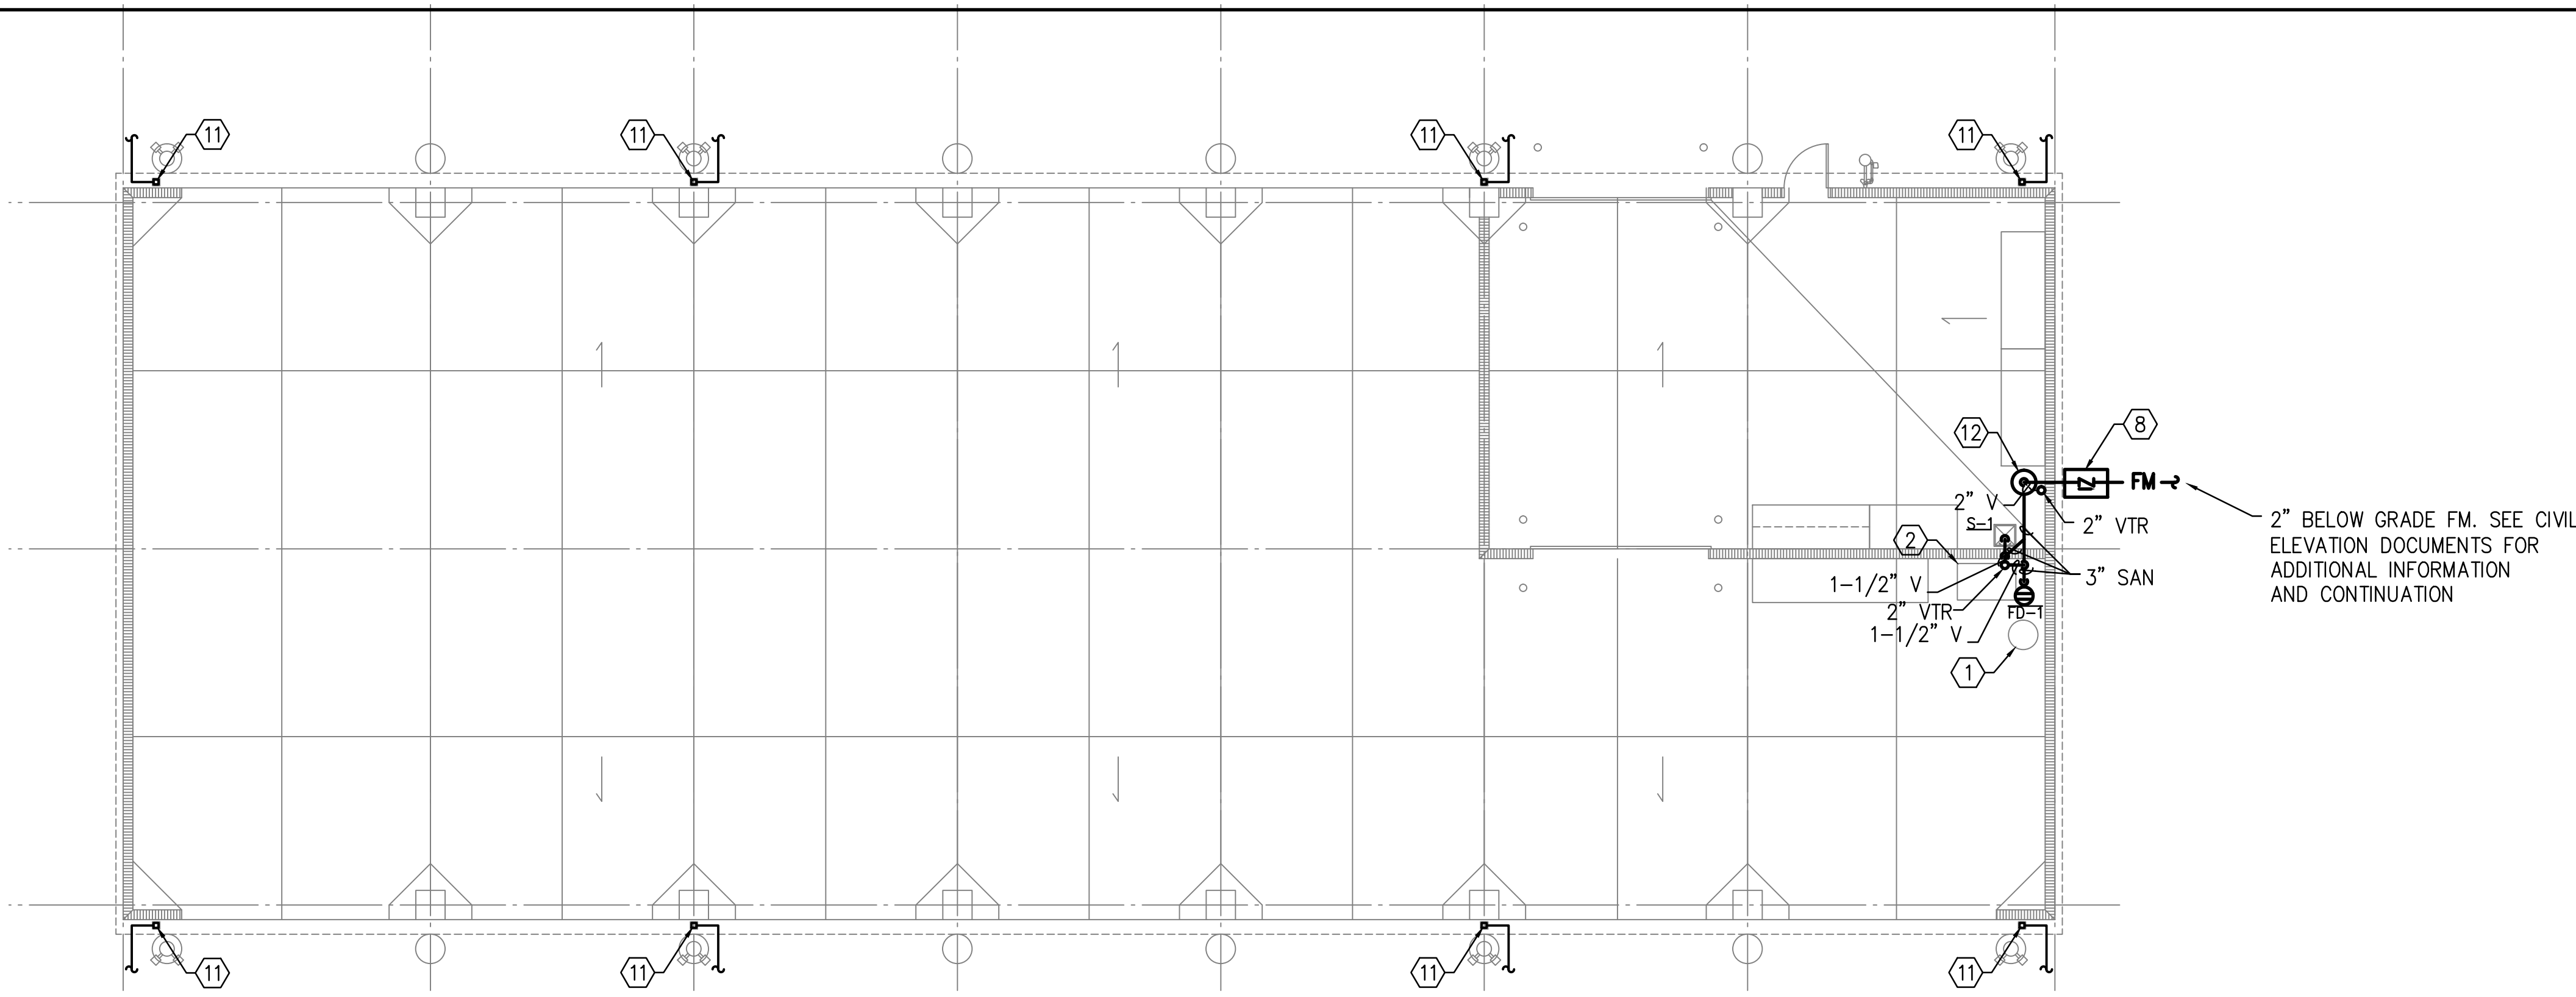 11
11
11
11
12
8
FM
2" V
S-1
2" VTR
2" BELOW GRADE FM. SEE CIVIL
ELEVATION DOCUMENTS FOR
ADDITIONAL INFORMATION
AND CONTINUATION
2
1-1/2" V
3" SAN
2" VTR
FD-1
1-1/2" V
1
11
11
11
11